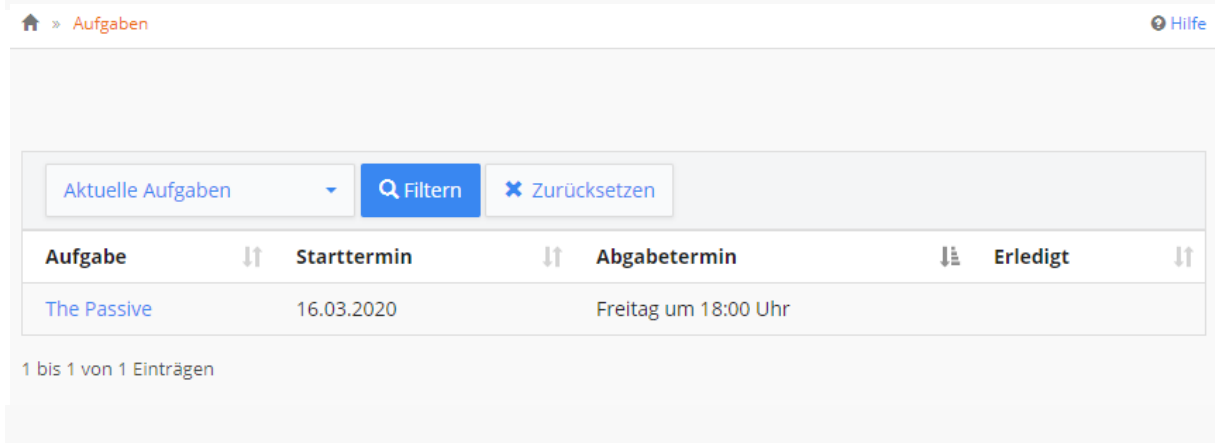 » Aufgaben Hilfe
Aktuelle Aufgaben Filtern Zurücksetzen
Aufgabe Starttermin Abgabetermin Erledigt
The Passive 16.03.2020 Freitag um 18:00 Uhr
1 bis 1 von 1 Einträgen